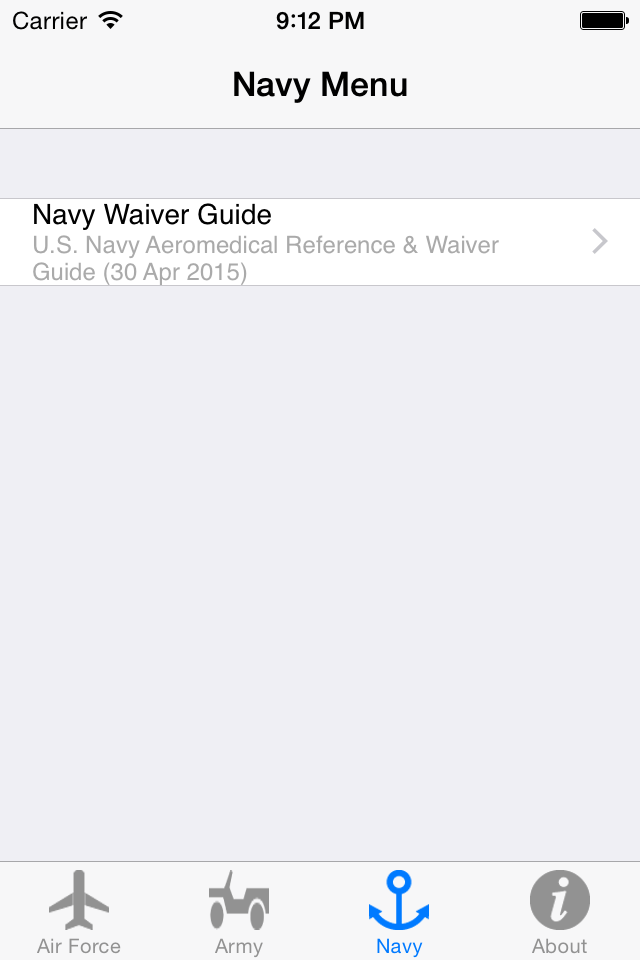 Carrier 9:12 PM
Navy Menu
Navy Waiver Guide
U.S. Navy Aeromedical Reference & Waiver
Guide (30 Apr 2015)
Air Force Army Navy About